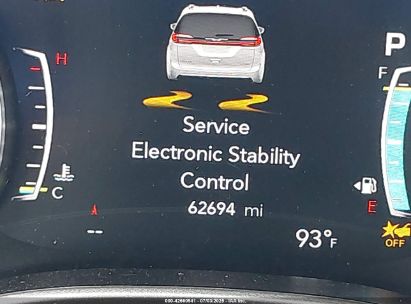 H
P
F
Service
Electronic Stability
Control
C
62694 mi
E
--
93°F
OFF